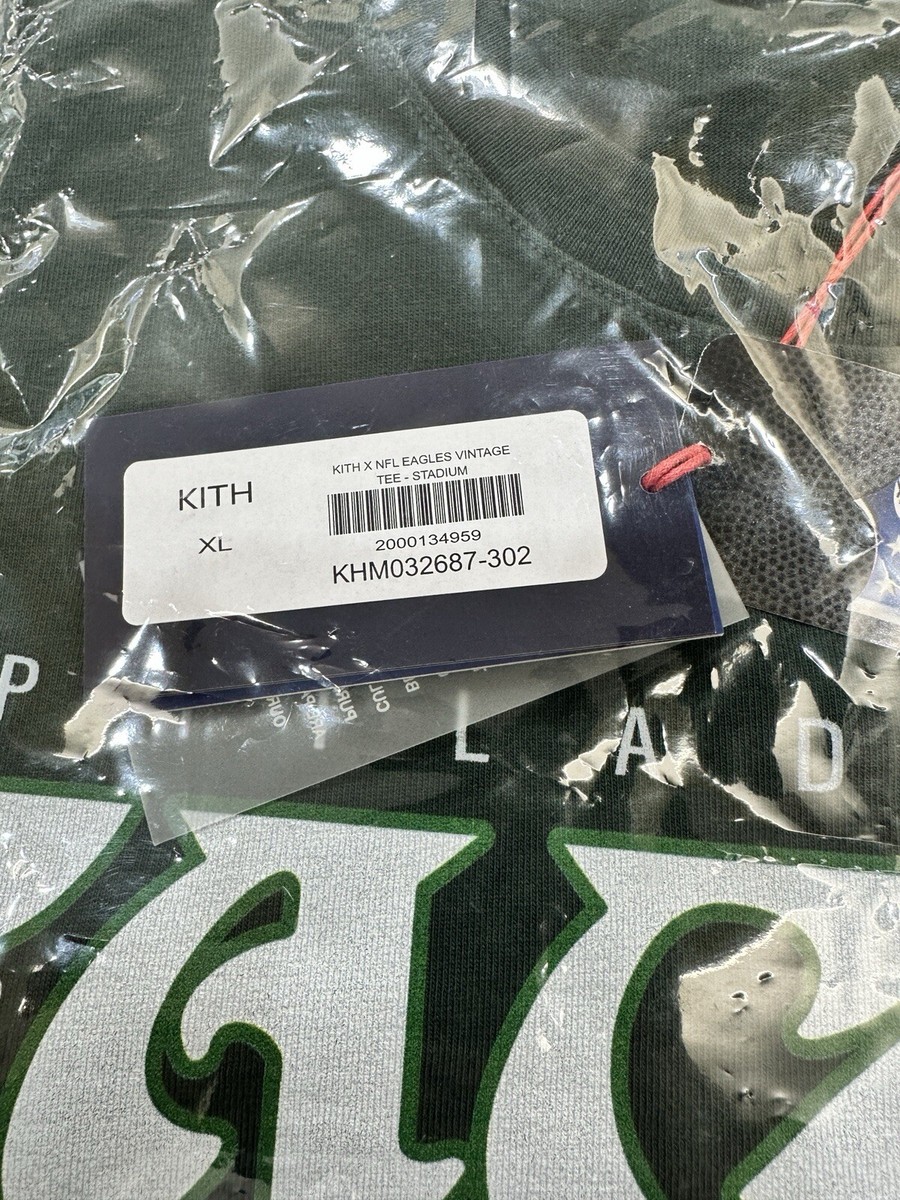 KITH
XL
KITH X NFL EAGLES VINTAGE
TEE - STADIUM
2000134959
KHM032687-302
P L A D